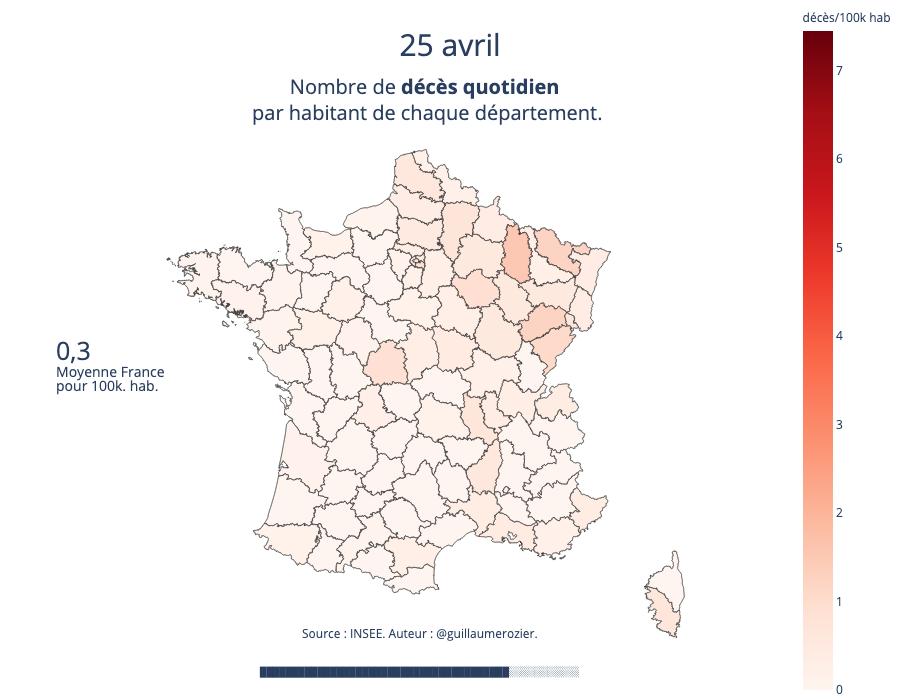 décès/100k hab
25 avril
Nombre de décès quotidien
par habitant de chaque département.
7
6
5
4
3
2
1
0
0,3
Moyenne France
pour 100k. hab.
Source : INSEE. Auteur : @guillaumerozier.